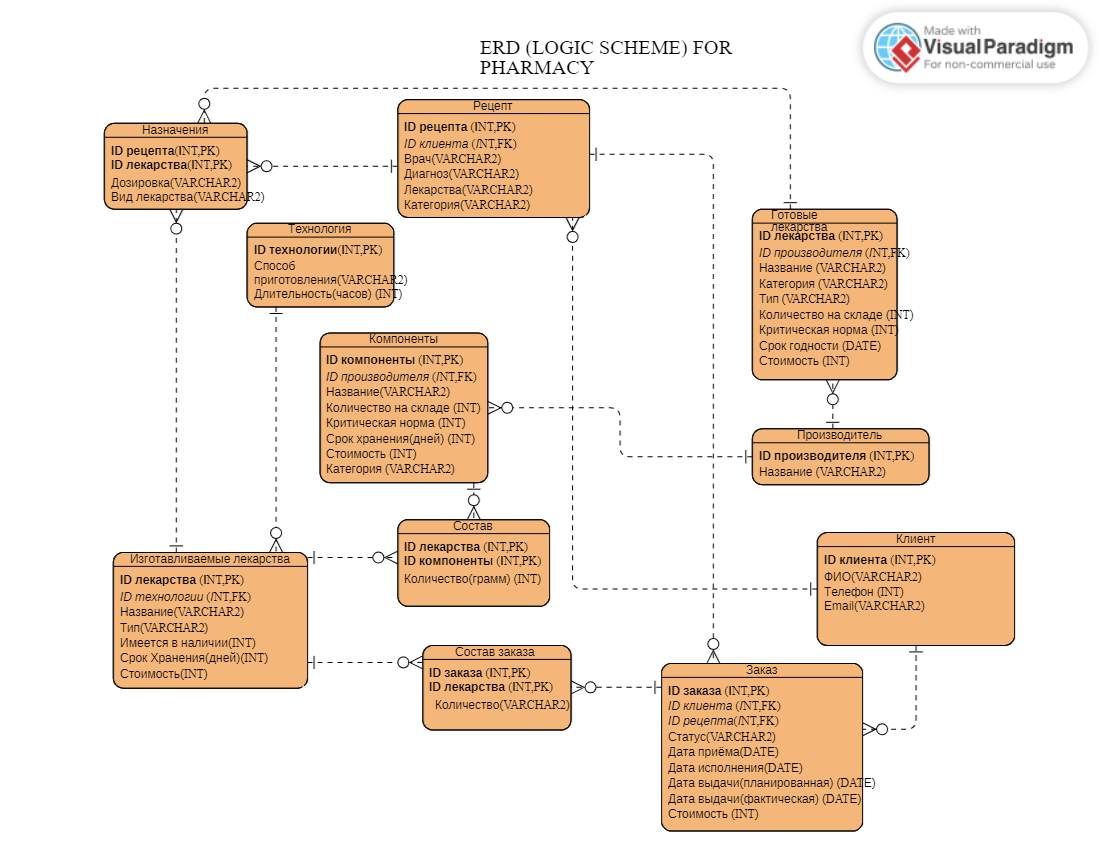 ERD (LOGIC SCHEME) FOR
PHARMACY
Made with
Visual Paradigm
For non-commercial use
Назначения
ID рецепта(INT,PK)
ID лекарства(INT,PK)
Дозировка(VARCHAR2)
Вид лекарства(VARCHAR2)
Рецепт
ID рецепта (INT,PK)
ID клиента (INT,FK)
Врач(VARCHAR2)
Диагноз(VARCHAR2)
Лекарства(VARCHAR2)
Категория(VARCHAR2)
Готовые
лекарства
ID лекарства (INT,PK)
ID производителя (INT,FK)
Название (VARCHAR2)
Категория (VARCHAR2)
Тип (VARCHAR2)
Количество на складе (INT)
Критическая норма (INT)
Срок годности (DATE)
Стоимость (INT)
Технология
ID технологии(INT,PK)
Способ
приготовления(VARCHAR2)
Длительность(часов) (INT)
Компоненты
ID компоненты (INT,PK)
ID производителя (INT,FK)
Название(VARCHAR2)
Количество на складе (INT)
Критическая норма (INT)
Срок хранения(дней) (INT)
Стоимость (INT)
Категория (VARCHAR2)
Производитель
ID производителя (INT,PK)
Название (VARCHAR2)
Состав
ID лекарства (INT,PK)
ID компоненты (INT,PK)
Количество(грамм) (INT)
Клиент
ID клиента (INT,PK)
ФИО(VARCHAR2)
Телефон (INT)
Email(VARCHAR2)
Изготавливаемые лекарства
ID лекарства (INT,PK)
ID технологии (INT,FK)
Название(VARCHAR2)
Тип(VARCHAR2)
Имеется в наличии(INT)
Срок Хранения(дней)(INT)
Стоимость(INT)
Состав заказа
ID заказа (INT,PK)
ID лекарства (INT,PK)
Количество(VARCHAR2)
Заказ
ID заказа (INT,PK)
ID клиента (INT,FK)
ID рецепта(INT,FK)
Статус(VARCHAR2)
Дата приёма(DATE)
Дата исполнения(DATE)
Дата выдачи(планированная) (DATE)
Дата выдачи(фактическая) (DATE)
Стоимость (INT)